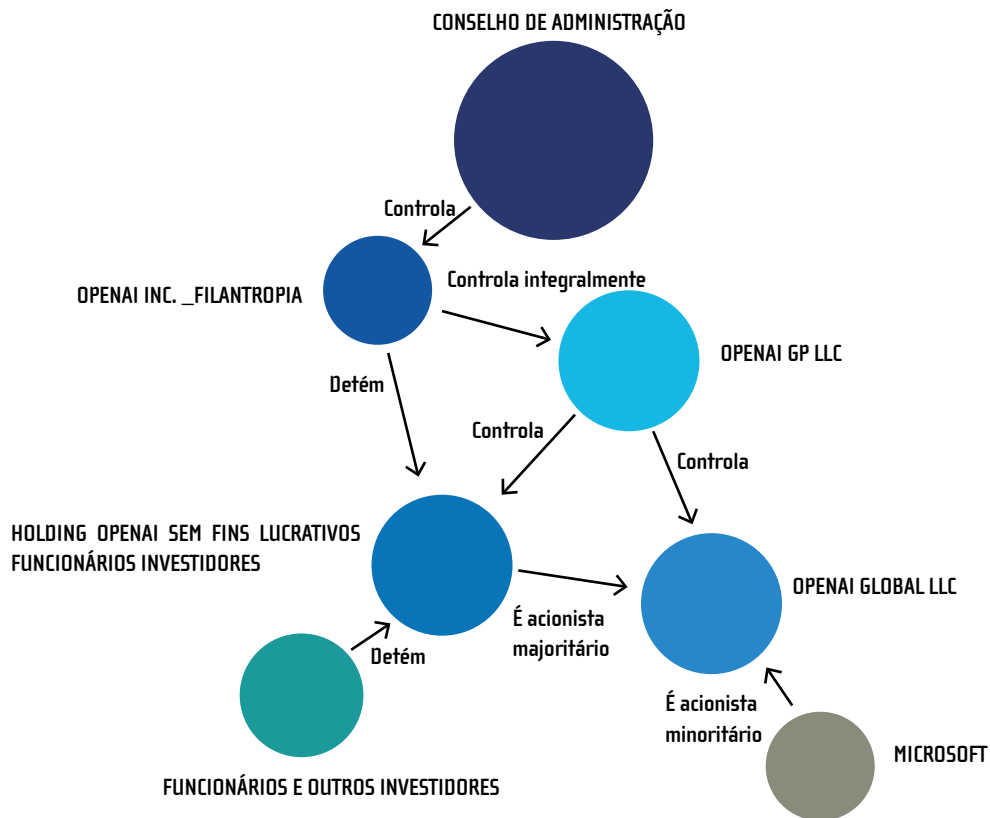 CONSELHO DE ADMINISTRAÇÃO
Controla
OPENAI INC. _FILANTROPIA
Controla integralmente
OPENAI GP LLC
Detém
Controla
Controla
HOLDING OPENAI SEM FINS LUCRATIVOS
FUNCIONÁRIOS INVESTIDORES
OPENAI GLOBAL LLC
É acionista
majoritário
Detém
É acionista
minoritário
MICROSOFT
FUNCIONÁRIOS E OUTROS INVESTIDORES